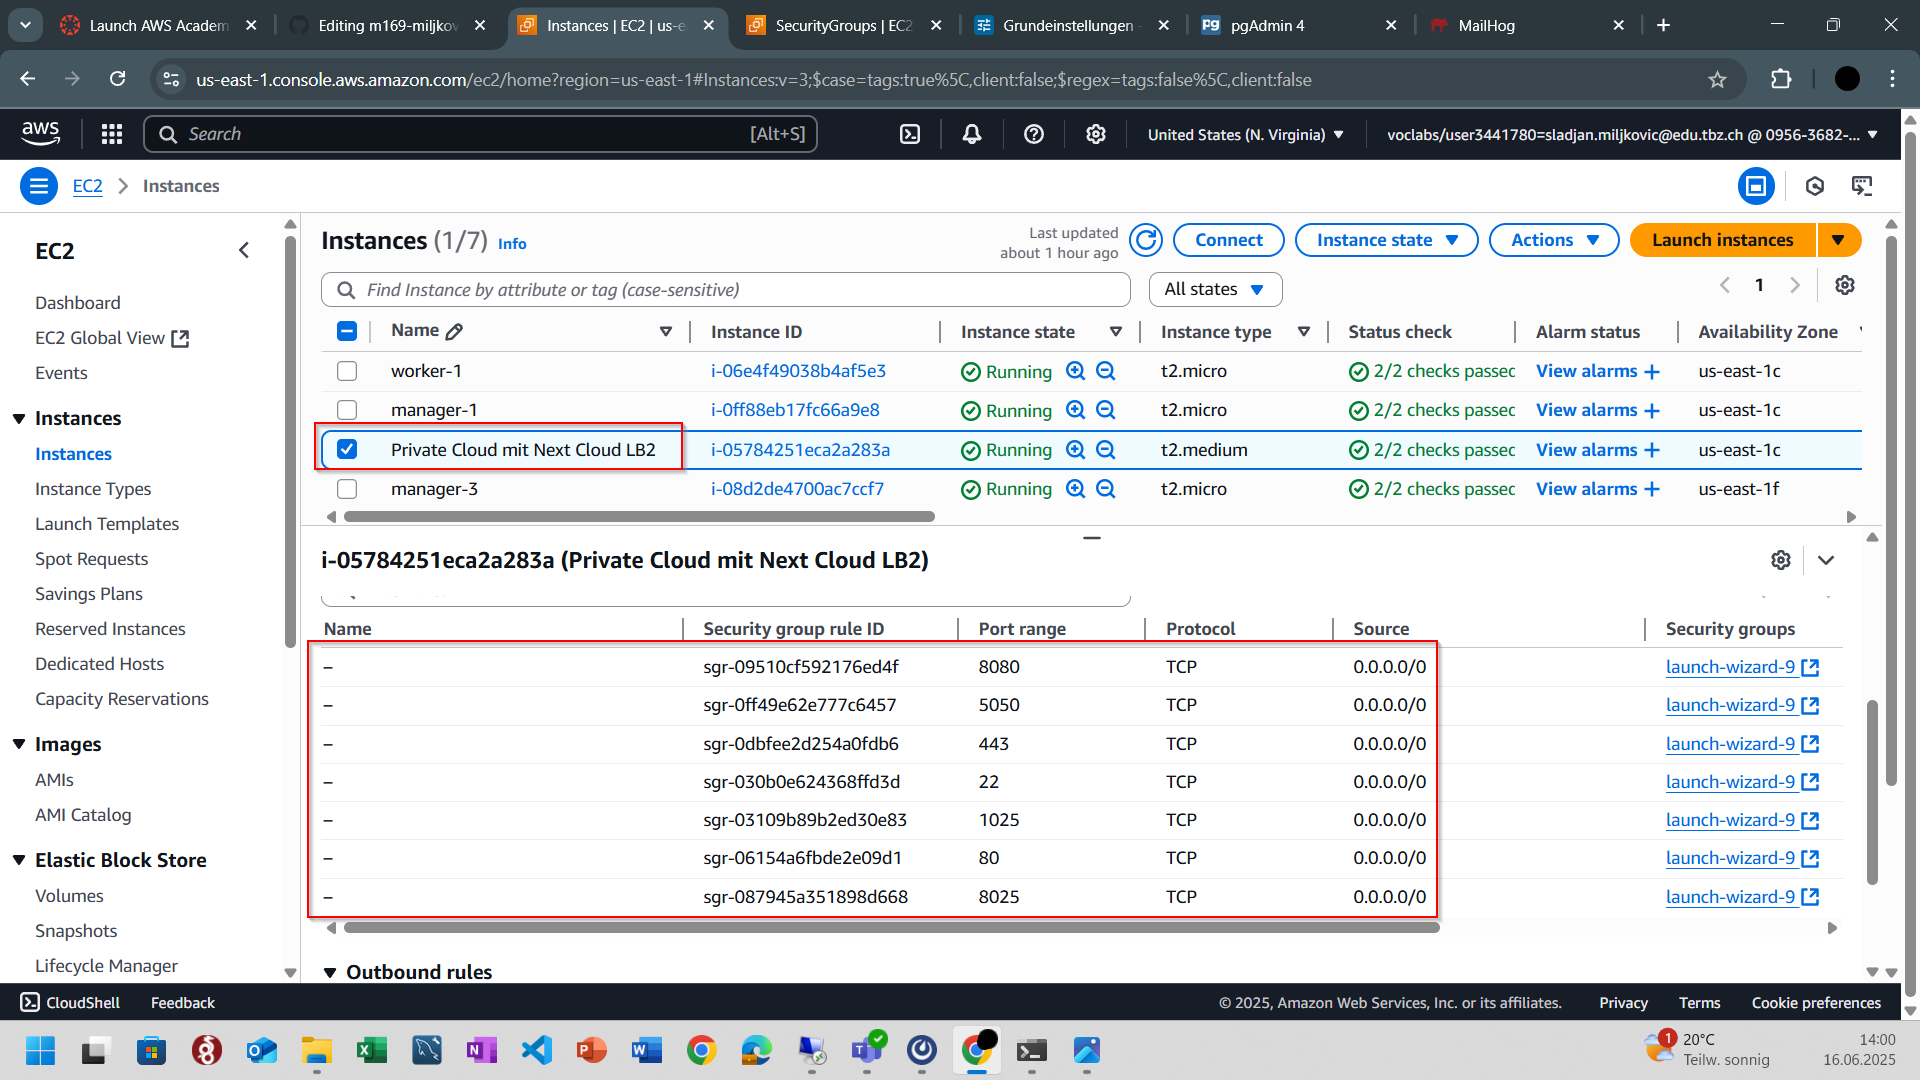 Launch AWS Academ
Editing m169-miljkov
Instances | EC2 | us-e
SecurityGroups | EC2
Grundeinstellungen -
pgAdmin 4
MailHog
us-east-1.console.aws.amazon.com/ec2/home?region=us-east-1#Instances:v=3;$case=tags:true%5C,client:false;$regex=tags:false%5C,client:false
aws
Search [Alt+S]
United States (N. Virginia)
voclabs/user3441780=sladjan.miljkovic@edu.tbz.ch @ 0956-3682-...
EC2 Instances
EC2
Dashboard
EC2 Global View
Events
Instances
Instances
Instance Types
Launch Templates
Spot Requests
Savings Plans
Reserved Instances
Dedicated Hosts
Capacity Reservations
Images
AMIs
AMI Catalog
Elastic Block Store
Volumes
Snapshots
Lifecycle Manager
Instances (1/7) Info
Last updated
about 1 hour ago
Connect
Instance state
Actions
Launch instances
Find Instance by attribute or tag (case-sensitive)
All states
1
Name Instance ID Instance state Instance type Status check Alarm status Availability Zone
worker-1 i-06e4f49038b4af5e3 Running t2.micro 2/2 checks passec View alarms + us-east-1c
manager-1 i-0ff88eb17fc66a9e8 Running t2.micro 2/2 checks passec View alarms + us-east-1c
Private Cloud mit Next Cloud LB2 i-05784251eca2a283a Running t2.medium 2/2 checks passec View alarms + us-east-1c
manager-3 i-08d2de4700ac7ccf7 Running t2.micro 2/2 checks passec View alarms + us-east-1f
i-05784251eca2a283a (Private Cloud mit Next Cloud LB2)
Name Security group rule ID Port range Protocol Source Security groups
– sgr-09510cf592176ed4f 8080 TCP 0.0.0.0/0 launch-wizard-9
– sgr-0ff49e62e777c6457 5050 TCP 0.0.0.0/0 launch-wizard-9
– sgr-0dbfee2d254a0fdb6 443 TCP 0.0.0.0/0 launch-wizard-9
– sgr-030b0e624368ffd3d 22 TCP 0.0.0.0/0 launch-wizard-9
– sgr-03109b89b2ed30e83 1025 TCP 0.0.0.0/0 launch-wizard-9
– sgr-06154a6fbde2e09d1 80 TCP 0.0.0.0/0 launch-wizard-9
– sgr-087945a351898d668 8025 TCP 0.0.0.0/0 launch-wizard-9
Outbound rules
CloudShell Feedback © 2025, Amazon Web Services, Inc. or its affiliates. Privacy Terms Cookie preferences
1
20°C
Teilw. sonnig
14:00
16.06.2025